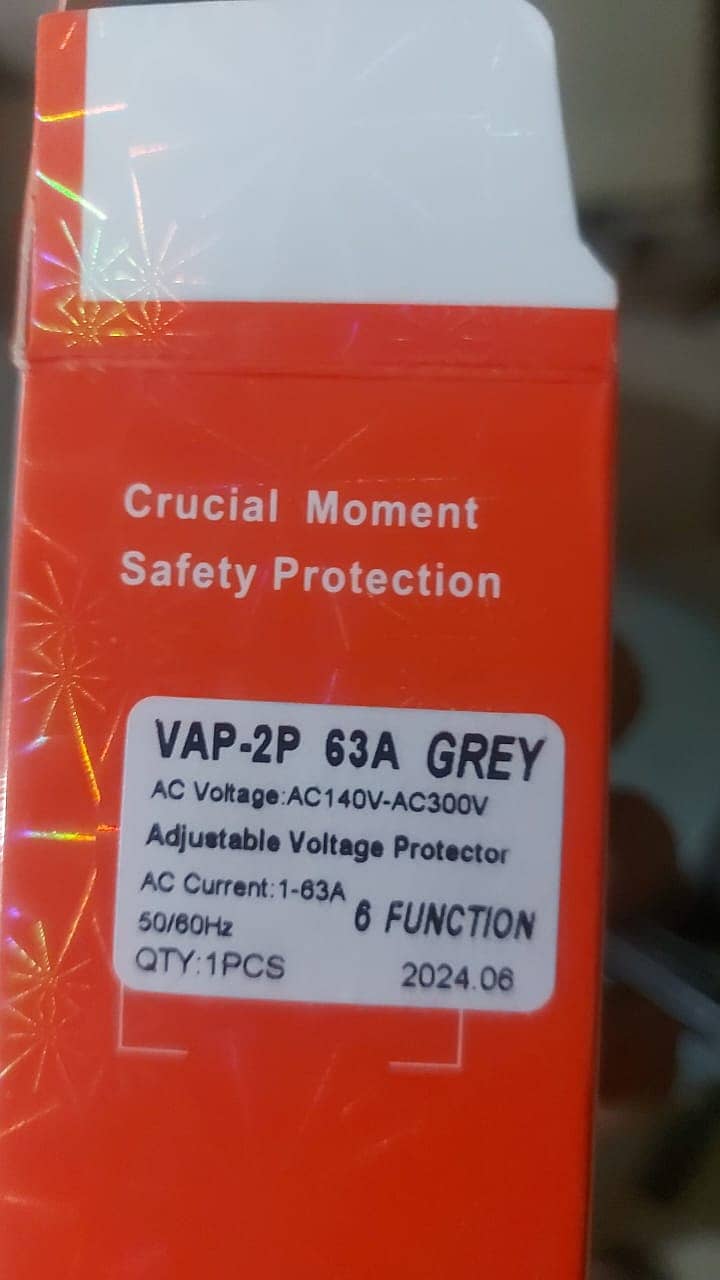 Crucial Moment
Safety Protection
VAP-2P 63A GREY
AC Voltage:AC140V-AC300V
Adjustable Voltage Protector
AC Current:1-63A
6 FUNCTION
50/60Hz
QTY:1PCS
2024.06